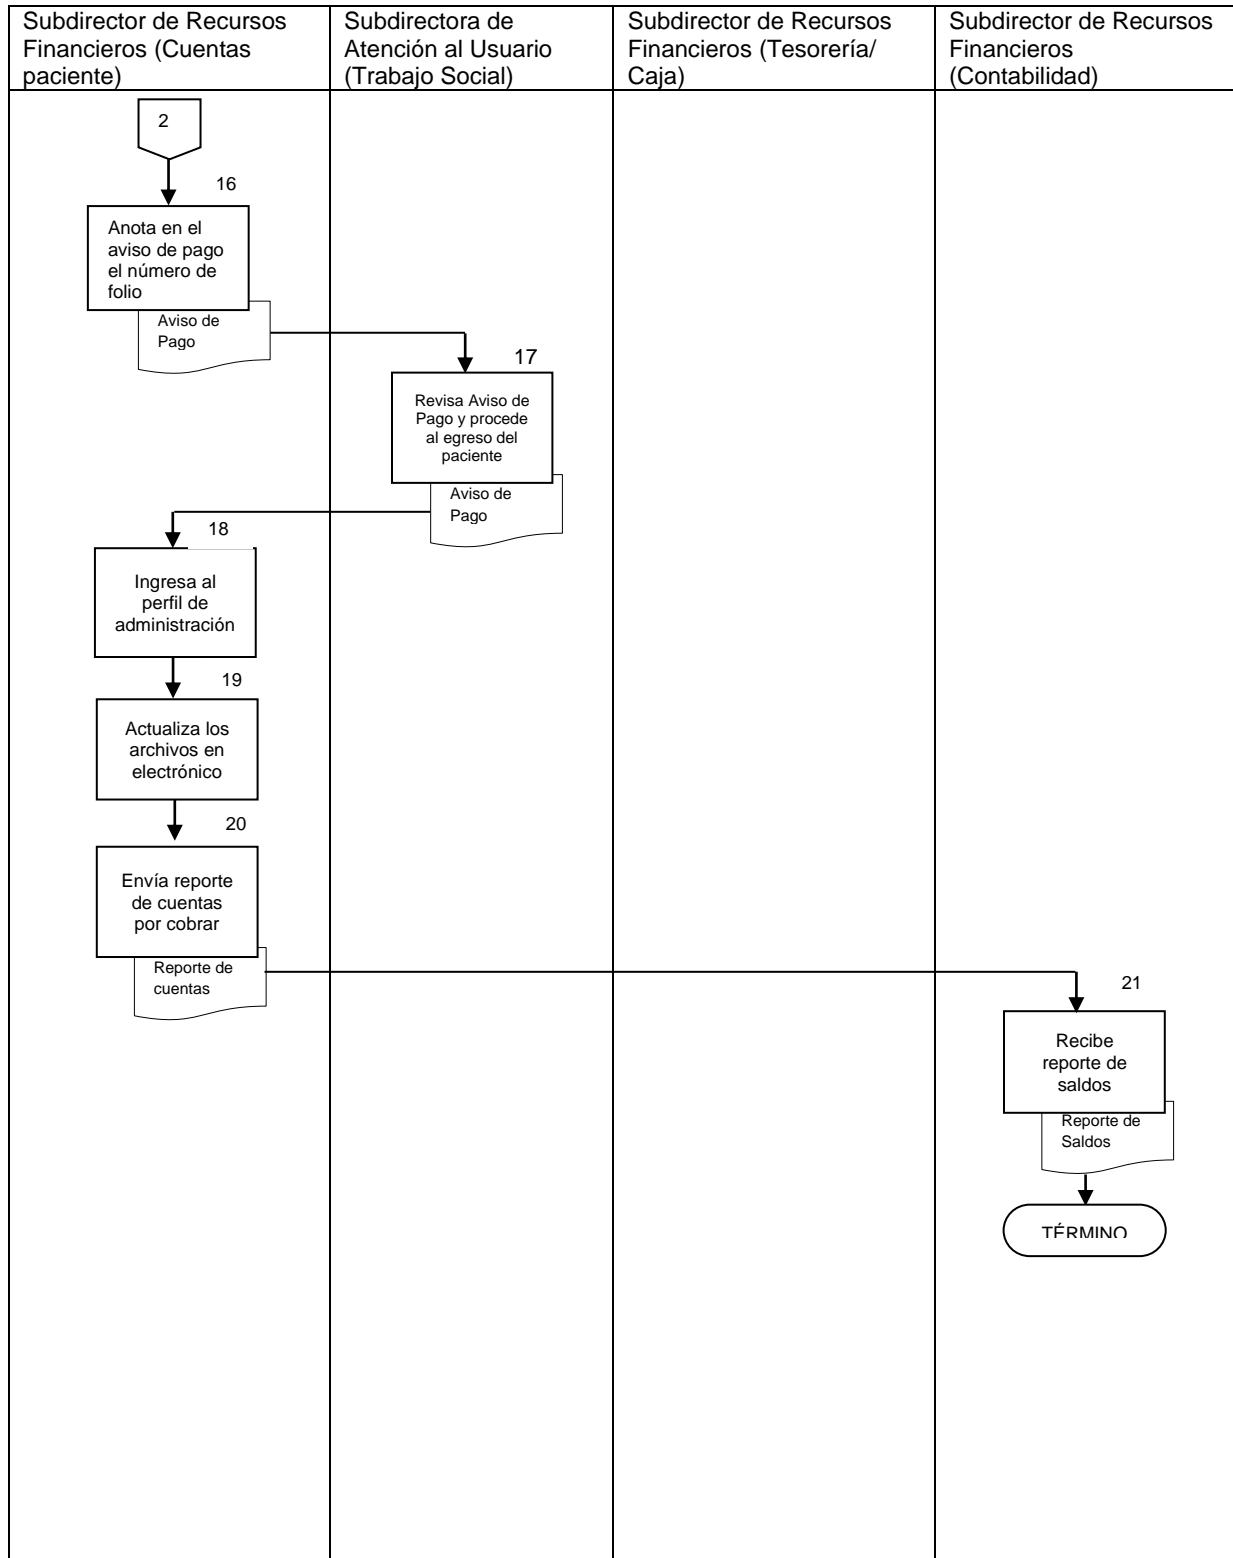 Subdirector de Recursos
Financieros (Cuentas
paciente)
Subdirectora de
Atención al Usuario
(Trabajo Social)
Subdirector de Recursos
Financieros (Tesorería/
Caja)
Subdirector de Recursos
Financieros
(Contabilidad)
2
16
Anota en el
aviso de pago
el número de
folio
Aviso de
Pago
17
Revisa Aviso de
Pago y procede
al egreso del
paciente
Aviso de
Pago
18
Ingresa al
perfil de
administración
19
Actualiza los
archivos en
electrónico
20
Envía reporte
de cuentas
por cobrar
Reporte de
cuentas
21
Recibe
reporte de
saldos
Reporte de
Saldos
TÉRMINO